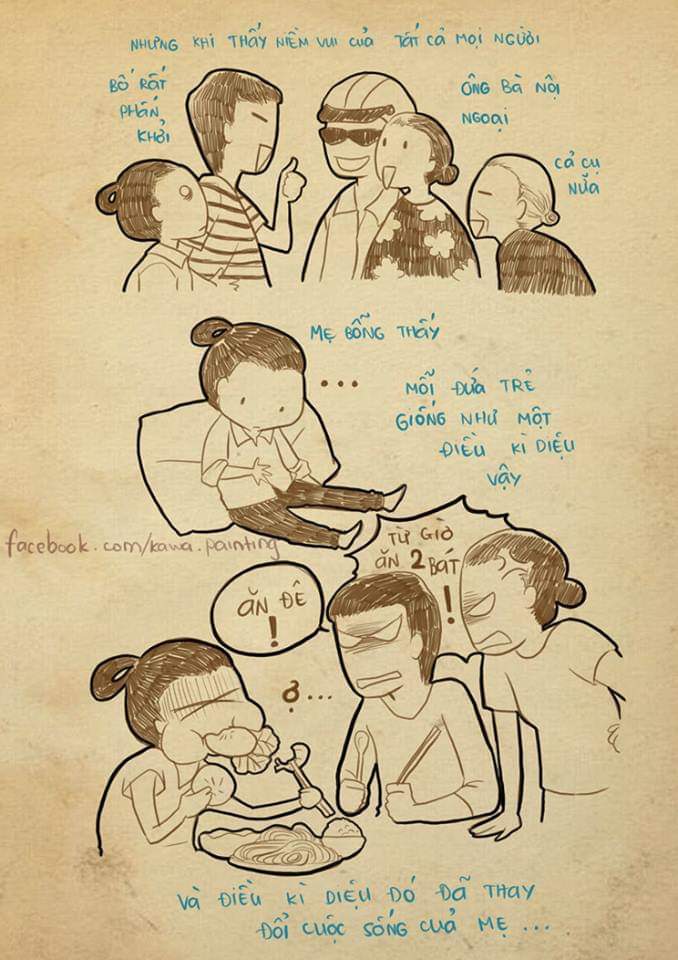 NHƯNG KHI THẤY NIỀM VUI CỦA TẤT CẢ MỌI NGƯỜI
BỐ RẤT
PHẤN
KHỞI
ÔNG BÀ NỘI
NGOẠI
CẢ CỤ
NỮA
MẸ BỖNG THẤY
...
MỖI ĐỨA TRẺ
GIỐNG NHƯ MỘT
ĐIỀU KÌ DIỆU
VẬY
facebook.com/kawa.painting
TỪ GIỜ
ĂN 2 BÁT
!
ĂN ĐÊ
!
Ở...
VÀ ĐIỀU KÌ DIỆU ĐÓ ĐÃ THAY
ĐỔI CUỘC SỐNG CUẢ MẸ ...